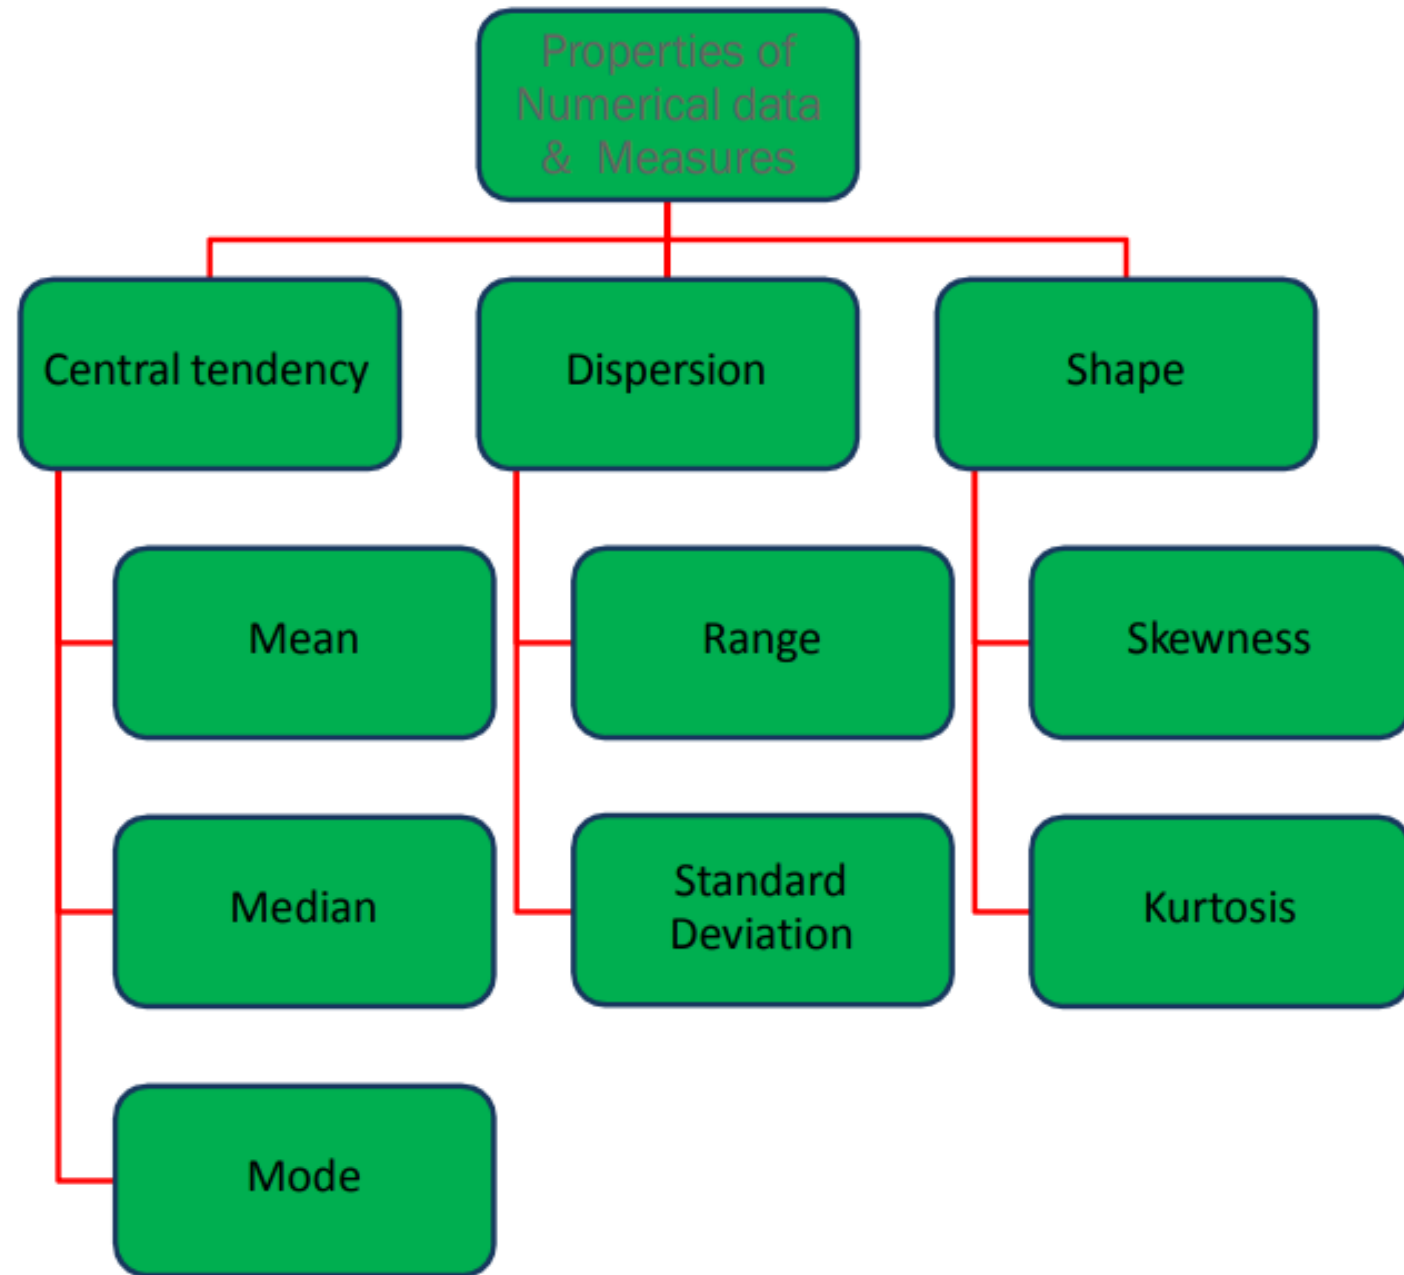 Properties of
Numerical data
& Measures
Central tendency
Dispersion
Shape
Mean
Range
Skewness
Median
Standard
Deviation
Kurtosis
Mode